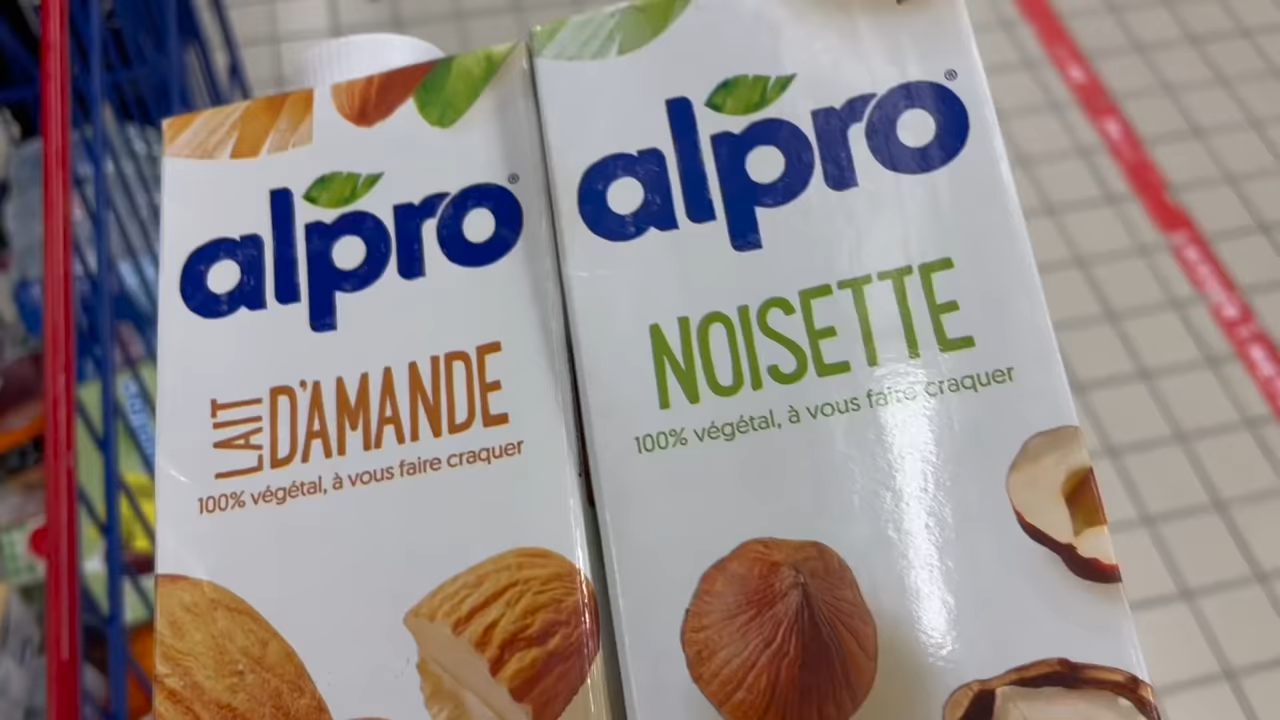 alpro®
LAIT D'AMANDE
100% végétal, à vous faire craquer
alpro®
NOISETTE
100% végétal, à vous faire craquer